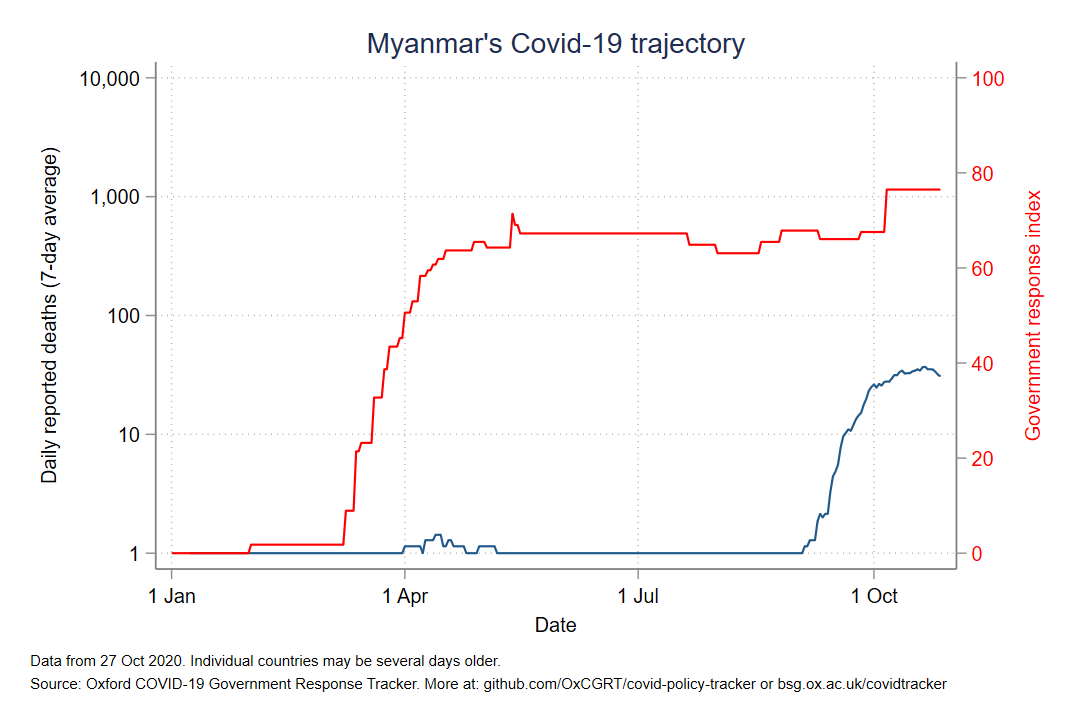 Myanmar's Covid-19 trajectory
Daily reported deaths (7-day average)
10,000
1,000
100
10
1
100
80
60
40
20
0
Government response index
1 Jan
1 Apr
1 Jul
1 Oct
Date
Data from 27 Oct 2020. Individual countries may be several days older.
Source: Oxford COVID-19 Government Response Tracker. More at: github.com/OxCGRT/covid-policy-tracker or bsg.ox.ac.uk/covidtracker